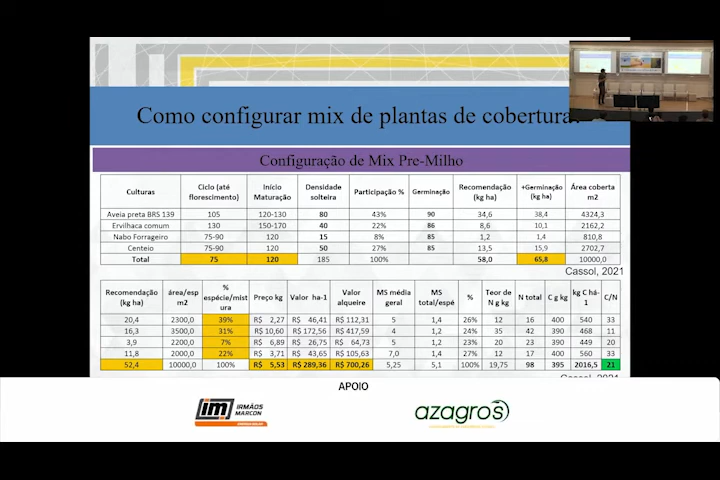 Como configurar mix de plantas de cobertura?
Configuração de Mix Pre-Milho
Culturas Ciclo (até florescimento) Início Maturação Densidade solteira Participação % Germinação Recomendação (kg ha) +Germinação (kg ha) Área coberta m2
Aveia preta BRS 139 105 120-130 80 43% 90 34,6 38,4 4324,3
Ervilhaca comum 130 150-170 40 22% 86 8,6 10,1 2162,2
Nabo Forrageiro 75-90 120 15 8% 85 1,2 1,4 810,8
Centeio 75-90 120 50 27% 85 13,5 15,9 2702,7
Total 75 120 185 100% 58,0 65,8 10000,0
Cassol, 2021
Recomendação (kg ha) área/esp m2 % espécie/mistura Preço kg Valor ha-1 Valor alqueire MS média geral MS total/espé % Teor de N g kg N total C g kg kg C há-1 C/N
20,4 2300,0 39% R$ 2,27 R$ 46,41 R$ 112,31 5 1,4 26% 12 16 400 540 33
16,3 3500,0 31% R$ 10,60 R$ 172,56 R$ 417,59 4 1,2 24% 35 42 390 468 11
3,9 2200,0 7% R$ 6,89 R$ 26,75 R$ 64,73 5 1,2 23% 20 23 390 449 20
11,8 2000,0 22% R$ 3,71 R$ 43,65 R$ 105,63 7,0 1,4 27% 12 17 400 560 33
52,4 10000,0 100% R$ 5,53 R$ 289,36 R$ 700,26 5,25 5,1 100% 19,75 98 395 2016,5 21
APOIO
im IRMÃOS
MARCON
azagros